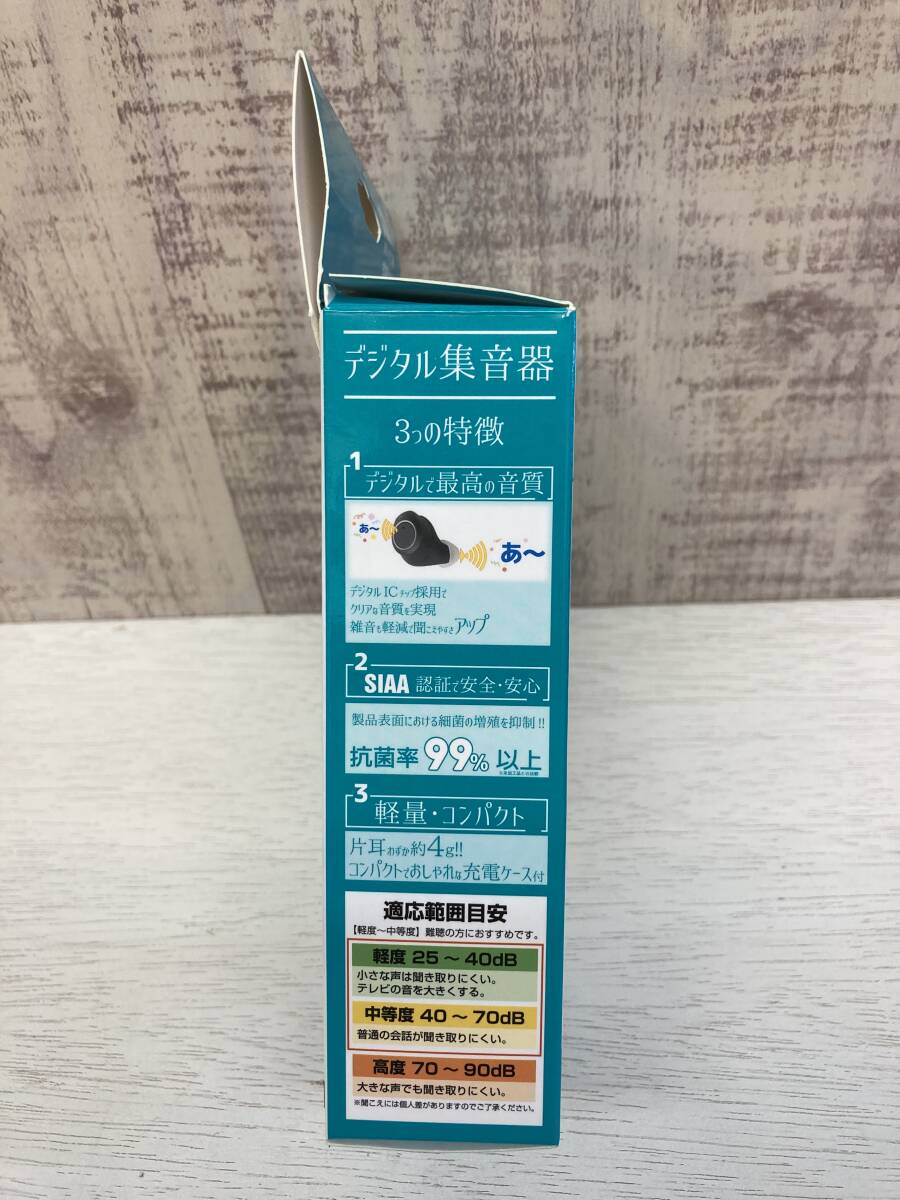 デジタル集音器
3つの特徴
1
デジタルで最高の音質
あ〜
あ〜
デジタルICチップ採用で
クリアな音質を実現
雑音も軽減で聞こえやすさアップ
2
SIAA 認証で安全・安心
製品表面における細菌の増殖を抑制!!
抗菌率99%以上
3
軽量・コンパクト
片耳わずか約4g!!
コンパクトでおしゃれな充電ケース付
適応範囲目安
【軽度〜中等度】難聴の方におすすめです。
軽度 25 〜 40dB
小さな声は聞き取りにくい。
テレビの音を大きくする。
中等度 40 〜 70dB
普通の会話が聞き取りにくい。
高度 70 〜 90dB
大きな声でも聞き取りにくい。
※聞こえには個人差がありますのでご了承ください。